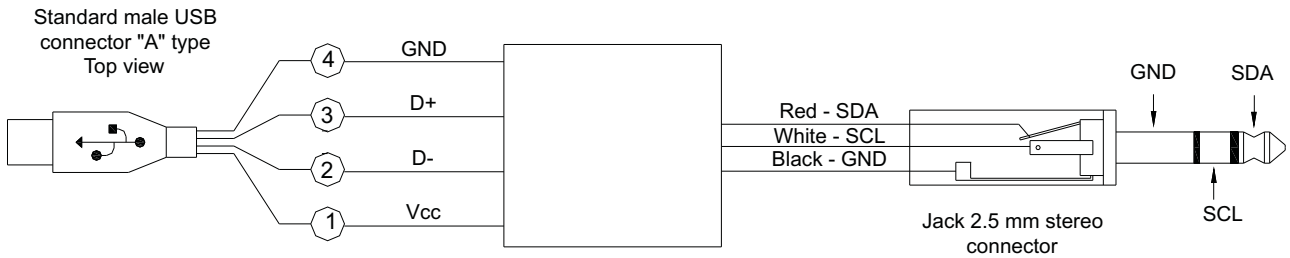 Standard male USB
connector "A" type
Top view
4
GND
3
D+
2
D-
1
Vcc
Red - SDA
White - SCL
Black - GND
GND
SDA
SCL
Jack 2.5 mm stereo
connector